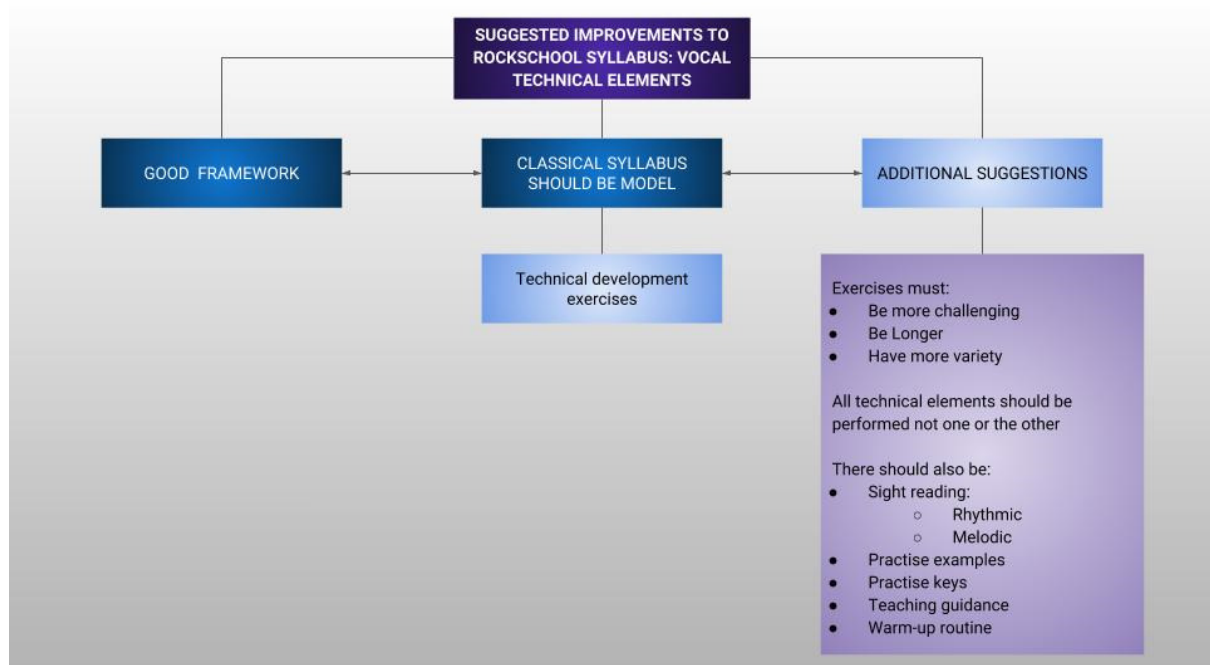 SUGGESTED IMPROVEMENTS TO
ROCKSCHOOL SYLLABUS: VOCAL
TECHNICAL ELEMENTS
GOOD FRAMEWORK
CLASSICAL SYLLABUS
SHOULD BE MODEL
ADDITIONAL SUGGESTIONS
Technical development
exercises
Exercises must:
● Be more challenging
● Be Longer
● Have more variety
All technical elements should be
performed not one or the other
There should also be:
● Sight reading:
○ Rhythmic
○ Melodic
● Practise examples
● Practise keys
● Teaching guidance
● Warm-up routine